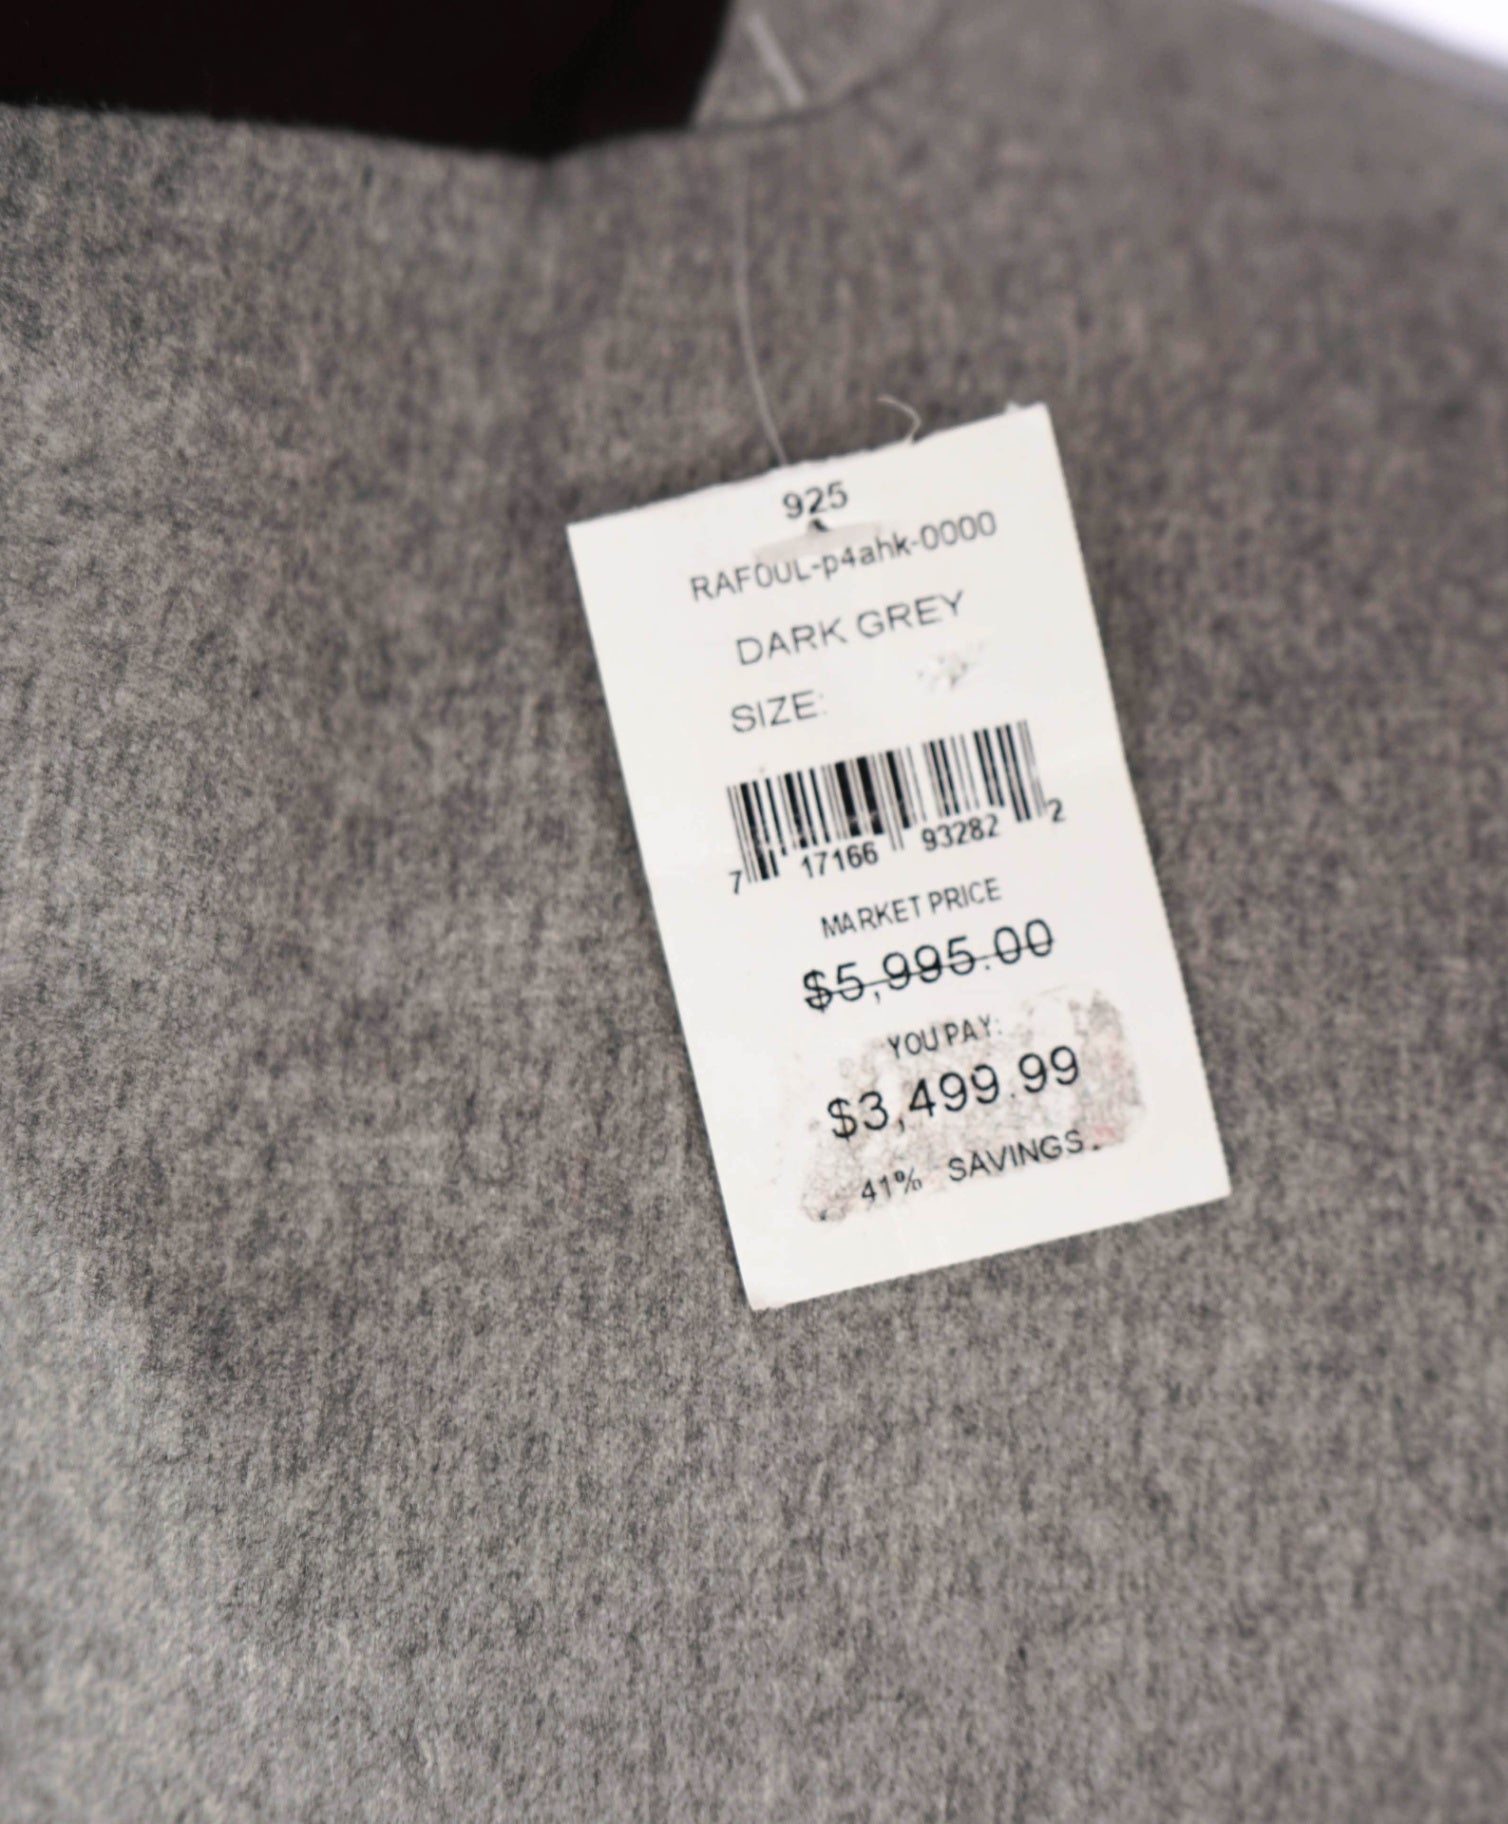 925
RAFOUL-p4ahk-0000
DARK GREY
SIZE:
7 17166 93282 2
MARKET PRICE
$5,995.00
YOU PAY:
$3,499.99
41% SAVINGS